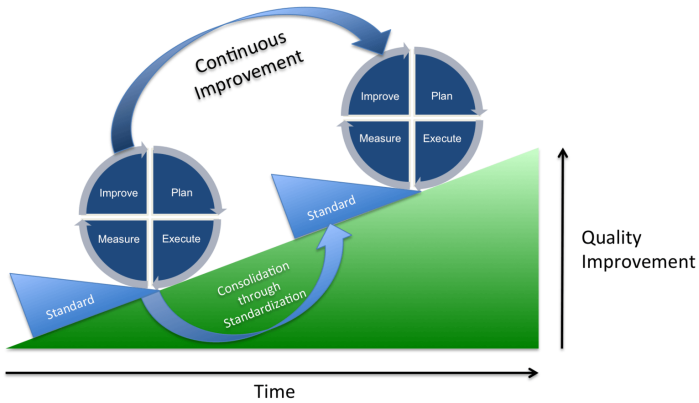 Continuous
Improvement
Improve
Plan
Measure
Execute
Improve
Plan
Measure
Execute
Standard
Standard
Consolidation
through
Standardization
Quality
Improvement
Time